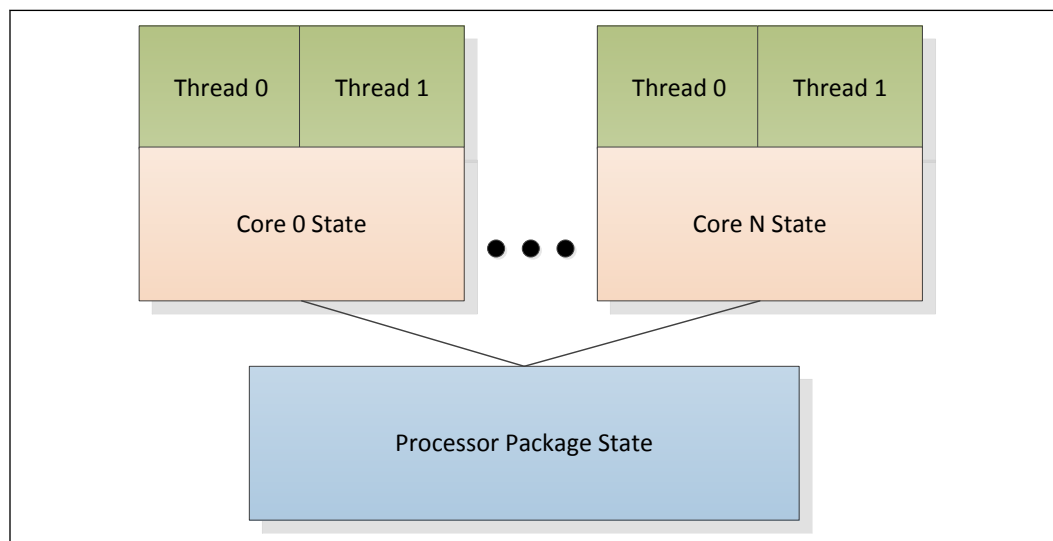 Thread 0 Thread 1 Thread 0 Thread 1
Core 0 State Core N State
Processor Package State